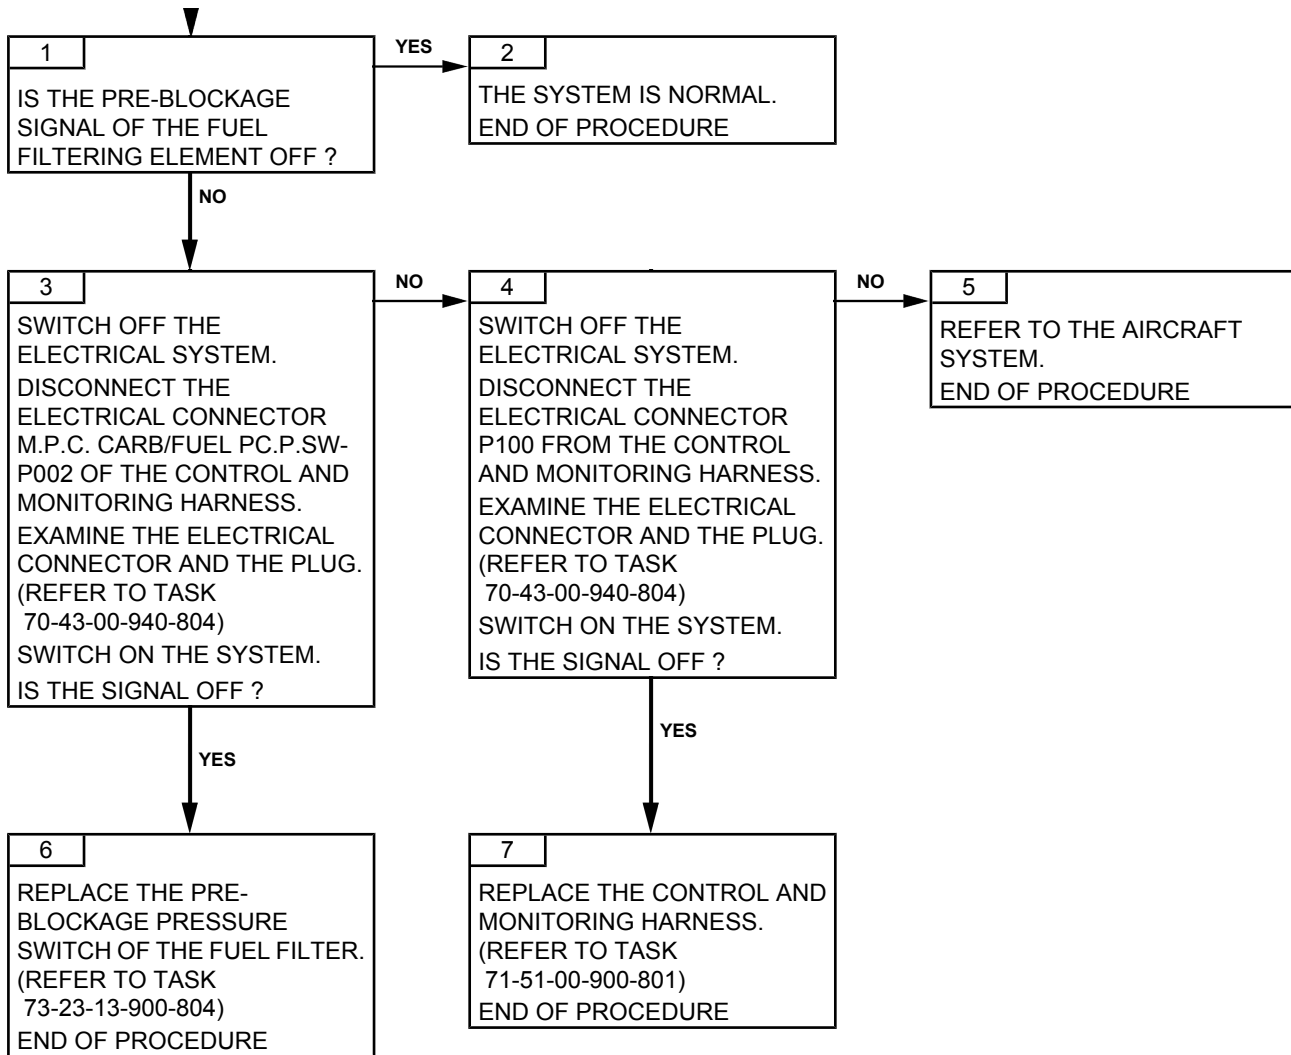 1
IS THE PRE-BLOCKAGE
SIGNAL OF THE FUEL
FILTERING ELEMENT OFF ?
YES
2
THE SYSTEM IS NORMAL.
END OF PROCEDURE
NO
3
SWITCH OFF THE
ELECTRICAL SYSTEM.
DISCONNECT THE
ELECTRICAL CONNECTOR
M.P.C. CARB/FUEL PC.P.SW-
P002 OF THE CONTROL AND
MONITORING HARNESS.
EXAMINE THE ELECTRICAL
CONNECTOR AND THE PLUG.
(REFER TO TASK
70-43-00-940-804)
SWITCH ON THE SYSTEM.
IS THE SIGNAL OFF ?
NO
4
SWITCH OFF THE
ELECTRICAL SYSTEM.
DISCONNECT THE
ELECTRICAL CONNECTOR
P100 FROM THE CONTROL
AND MONITORING HARNESS.
EXAMINE THE ELECTRICAL
CONNECTOR AND THE PLUG.
(REFER TO TASK
70-43-00-940-804)
SWITCH ON THE SYSTEM.
IS THE SIGNAL OFF ?
NO
5
REFER TO THE AIRCRAFT
SYSTEM.
END OF PROCEDURE
YES
6
REPLACE THE PRE-
BLOCKAGE PRESSURE
SWITCH OF THE FUEL FILTER.
(REFER TO TASK
73-23-13-900-804)
END OF PROCEDURE
YES
7
REPLACE THE CONTROL AND
MONITORING HARNESS.
(REFER TO TASK
71-51-00-900-801)
END OF PROCEDURE